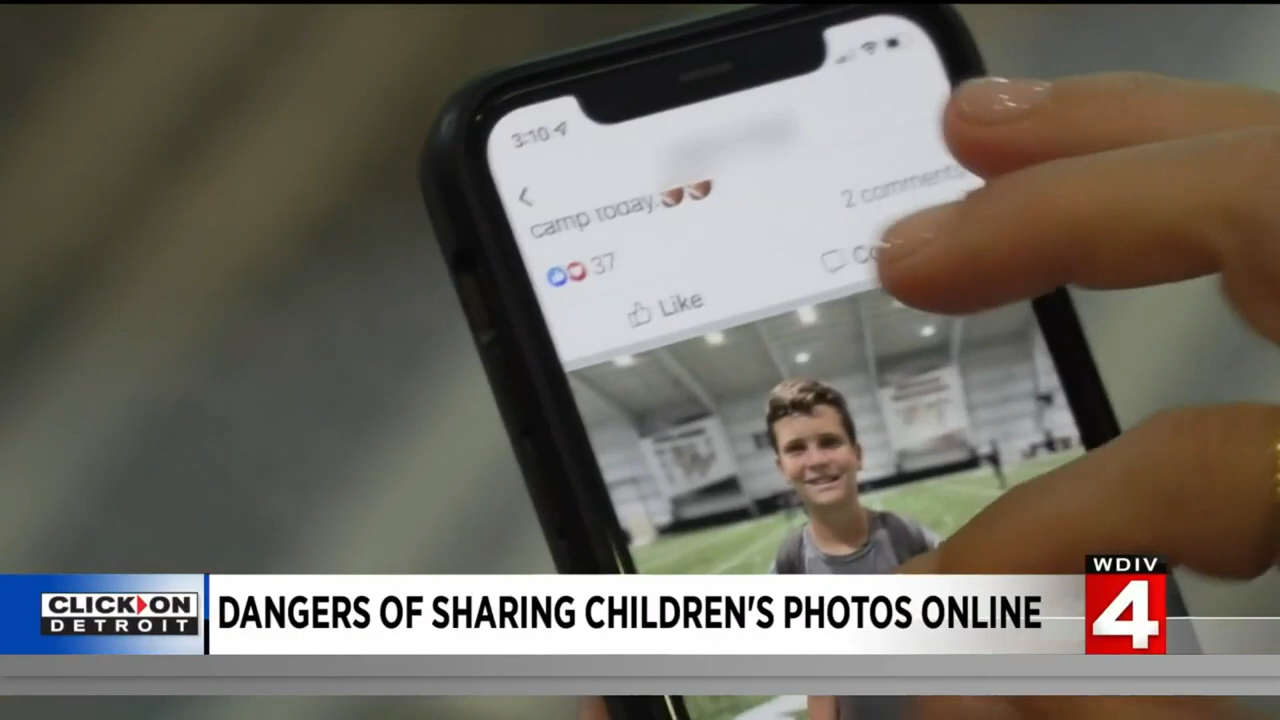 3:10
camp today.
2 comments
37
Like
WDIV
4
CLICK ON
DETROIT
DANGERS OF SHARING CHILDREN'S PHOTOS ONLINE